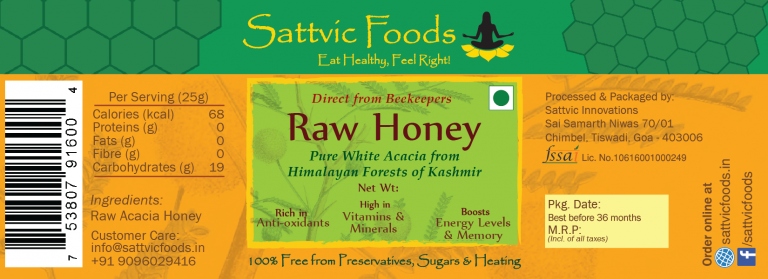 Sattvic Foods
Eat Healthy, Feel Right!
7 53807 91600 4
Per Serving (25g)
Calories (kcal) 68
Proteins (g) 0
Fats (g) 0
Fibre (g) 0
Carbohydrates (g) 19
Ingredients:
Raw Acacia Honey
Customer Care:
info@sattvicfoods.in
+91 9096029416
Direct from Beekeepers
Raw Honey
Pure White Acacia from
Himalayan Forests of Kashmir
Net Wt:
Rich in
Anti-oxidants
High in
Vitamins &
Minerals
Boosts
Energy Levels
& Memory
100% Free from Preservatives, Sugars & Heating
Processed & Packaged by:
Sattvic Innovations
Sai Samarth Niwas 70/01
Chimbel, Tiswadi, Goa - 403006
fssai Lic. No.10616001000249
Pkg. Date:
Best before 36 months
M.R.P:
(Incl. of all taxes)
Order online at
sattvicfoods.in
f /sattvicfoods